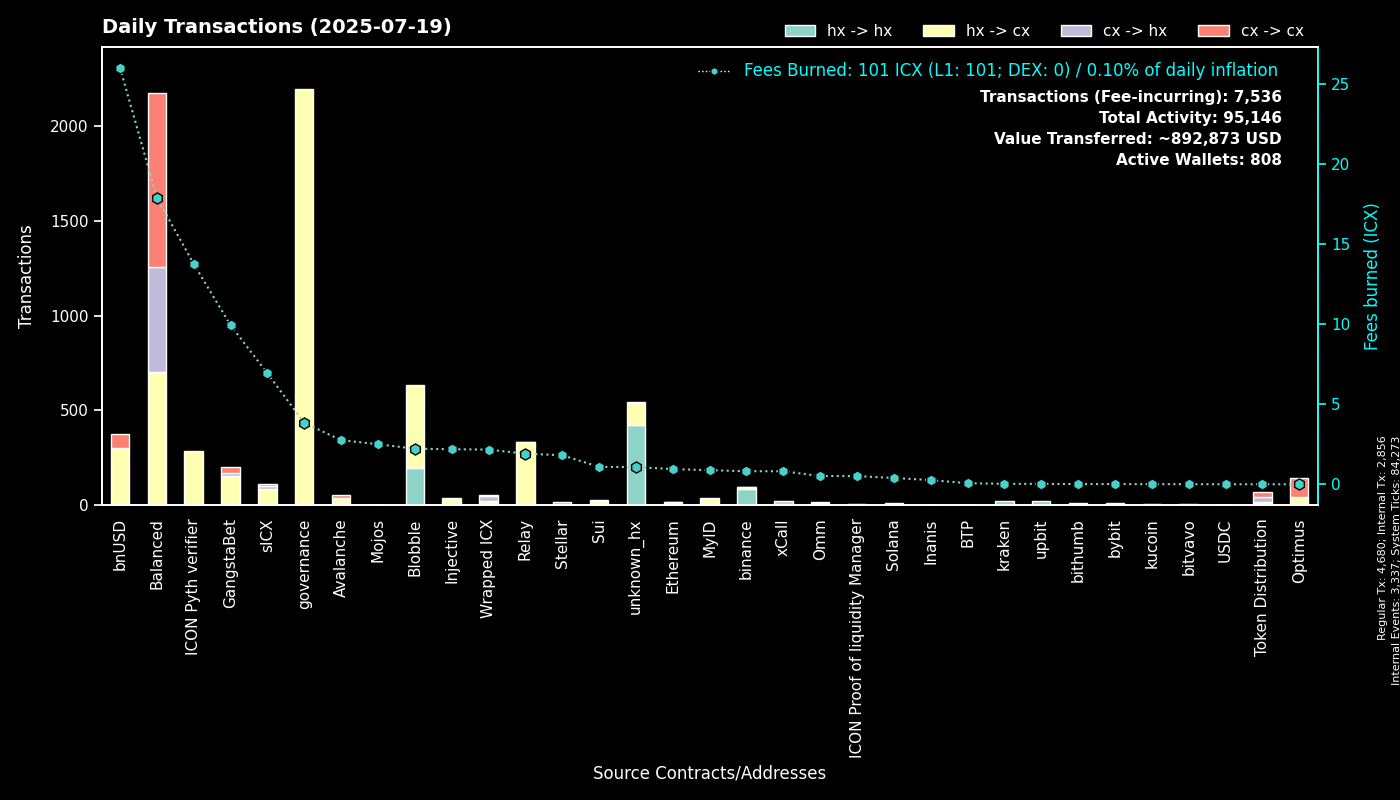 Daily Transactions (2025-07-19)
hx -> hx
hx -> cx
cx -> hx
cx -> cx
Fees Burned: 101 ICX (L1: 101; DEX: 0) / 0.10% of daily inflation
Transactions (Fee-incurring): 7,536
Total Activity: 95,146
Value Transferred: ~892,873 USD
Active Wallets: 808
Transactions
2000
1500
1000
500
0
25
20
15
10
5
0
Fees burned (ICX)
bnUSD
Balanced
ICON Pyth verifier
GangstaBet
sICX
governance
Avalanche
Mojos
Blobble
Injective
Wrapped ICX
Relay
Stellar
Sui
unknown_hx
Ethereum
MyID
binance
xCall
Omm
ICON Proof of liquidity Manager
Solana
Inanis
BTP
kraken
upbit
bithumb
bybit
kucoin
bitvavo
USDC
Token Distribution
Optimus
Source Contracts/Addresses
Regular Tx: 4,680; Internal Tx: 2,856
Internal Events: 3,337; System Ticks: 84,273